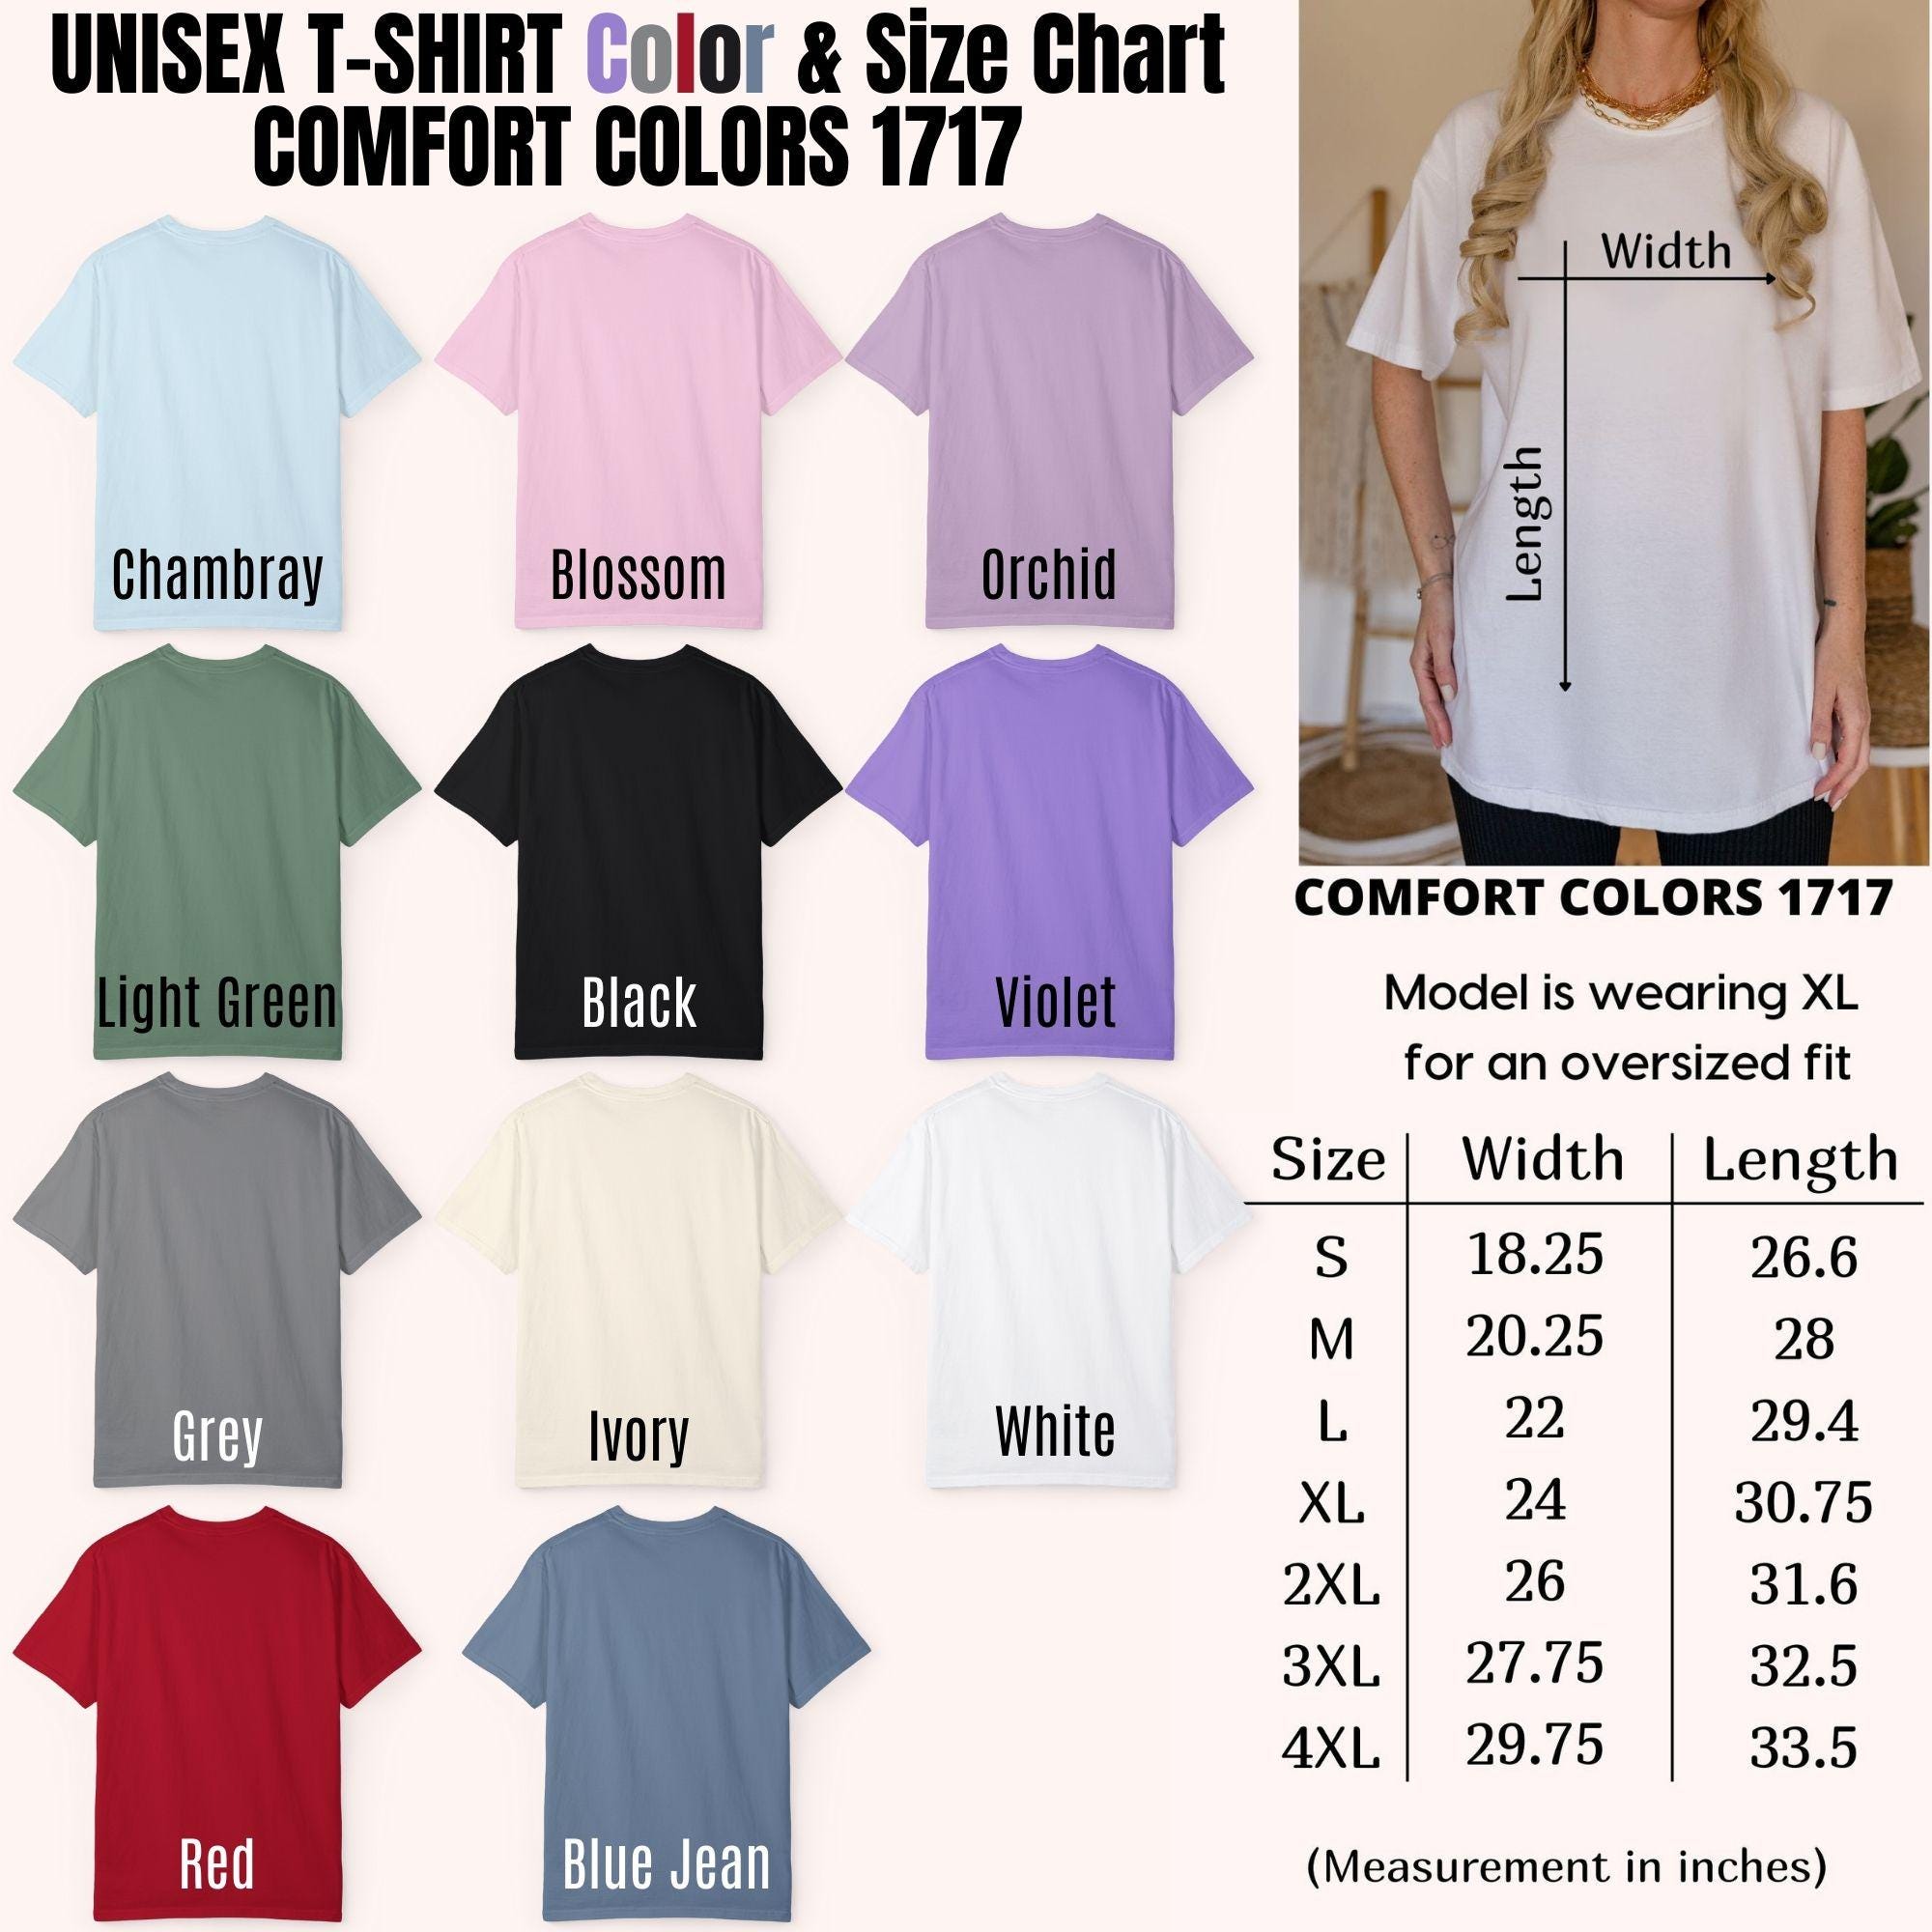 UNISEX T-SHIRT Color & Size Chart
COMFORT COLORS 1717
Chambray
Blossom
Orchid
Light Green
Black
Violet
Grey
Ivory
White
Red
Blue Jean
Width
Length
COMFORT COLORS 1717
Model is wearing XL
for an oversized fit
Size Width Length
S 18.25 26.6
M 20.25 28
L 22 29.4
XL 24 30.75
2XL 26 31.6
3XL 27.75 32.5
4XL 29.75 33.5
(Measurement in inches)